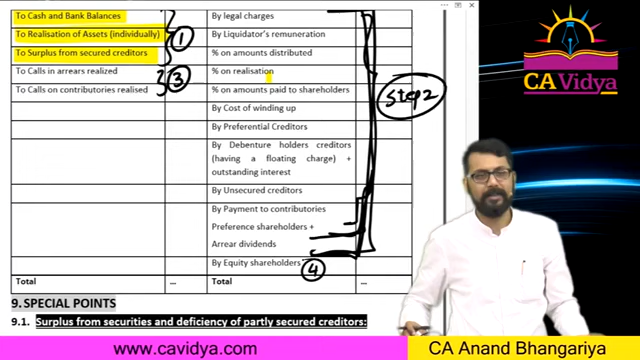 To Cash and Bank Balances By legal charges
To Realisation of Assets (individually) ① By Liquidator's remuneration
To Surplus from secured creditors % on amounts distributed
To Calls in arrears realized ③ % on realisation
To Calls on contributories realised % on amounts paid to shareholders
Step 2
By Cost of winding up
By Preferential Creditors
By Debenture holders creditors
(having a floating charge) +
outstanding interest
By Unsecured creditors
By Payment to contributories
Preference shareholders +
Arrear dividends
By Equity shareholders ④
Total ... Total ...
9. SPECIAL POINTS
9.1. Surplus from securities and deficiency of partly secured creditors:
CA Vidya
www.cavidya.com CA Anand Bhangariya